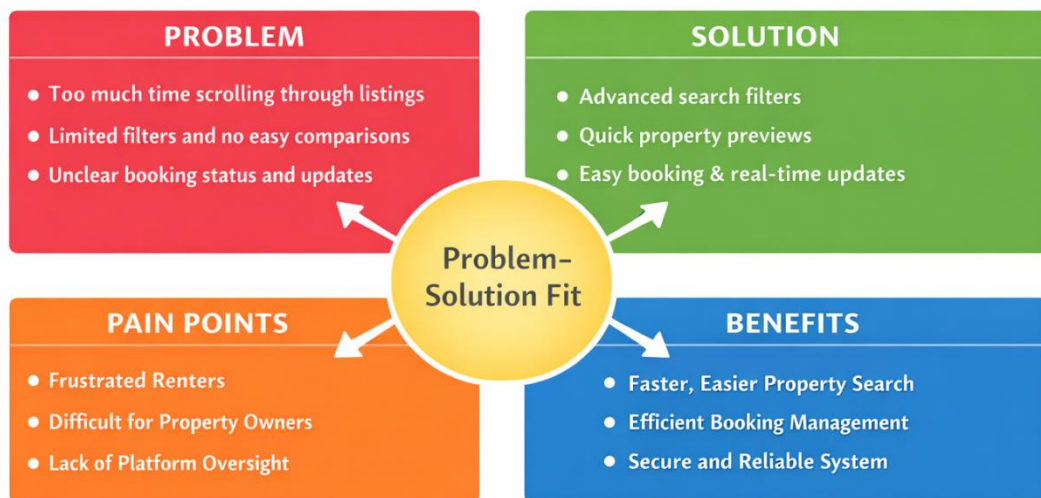 PROBLEM
• Too much time scrolling through listings
• Limited filters and no easy comparisons
• Unclear booking status and updates
SOLUTION
• Advanced search filters
• Quick property previews
• Easy booking & real-time updates
Problem-
Solution Fit
PAIN POINTS
• Frustrated Renters
• Difficult for Property Owners
• Lack of Platform Oversight
BENEFITS
• Faster, Easier Property Search
• Efficient Booking Management
• Secure and Reliable System